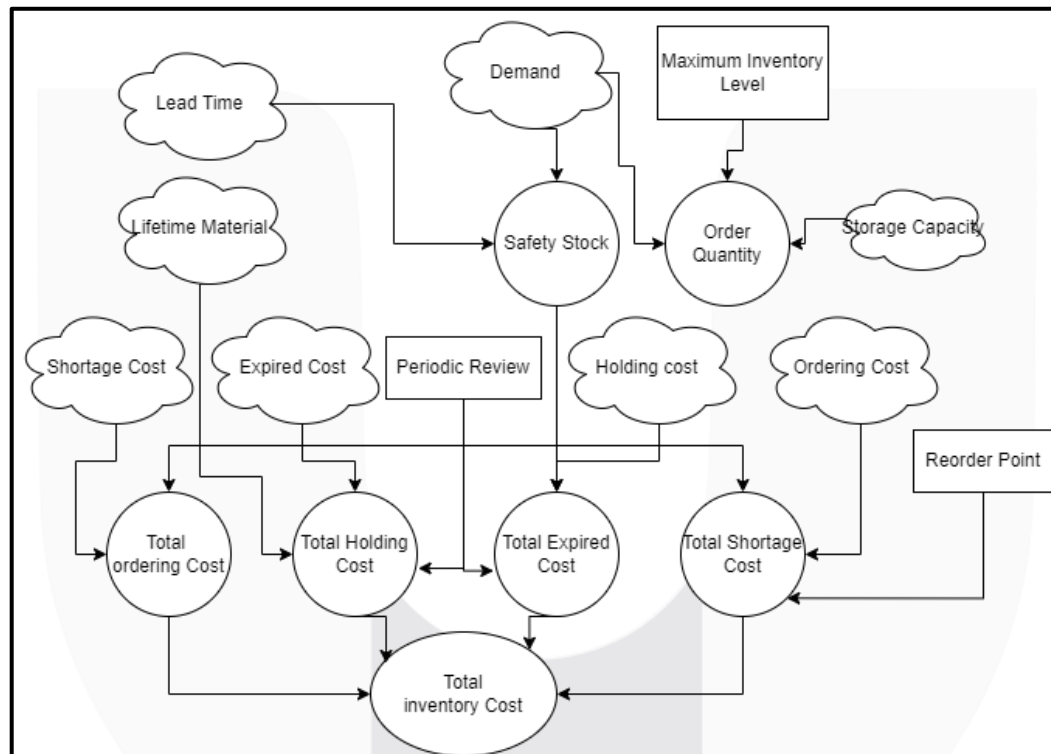 Lead Time
Demand
Maximum Inventory
Level
Lifetime Material
Safety Stock
Order
Quantity
Storage Capacity
Shortage Cost
Expired Cost
Periodic Review
Holding cost
Ordering Cost
Reorder Point
Total
ordering Cost
Total Holding
Cost
Total Expired
Cost
Total Shortage
Cost
Total
inventory Cost